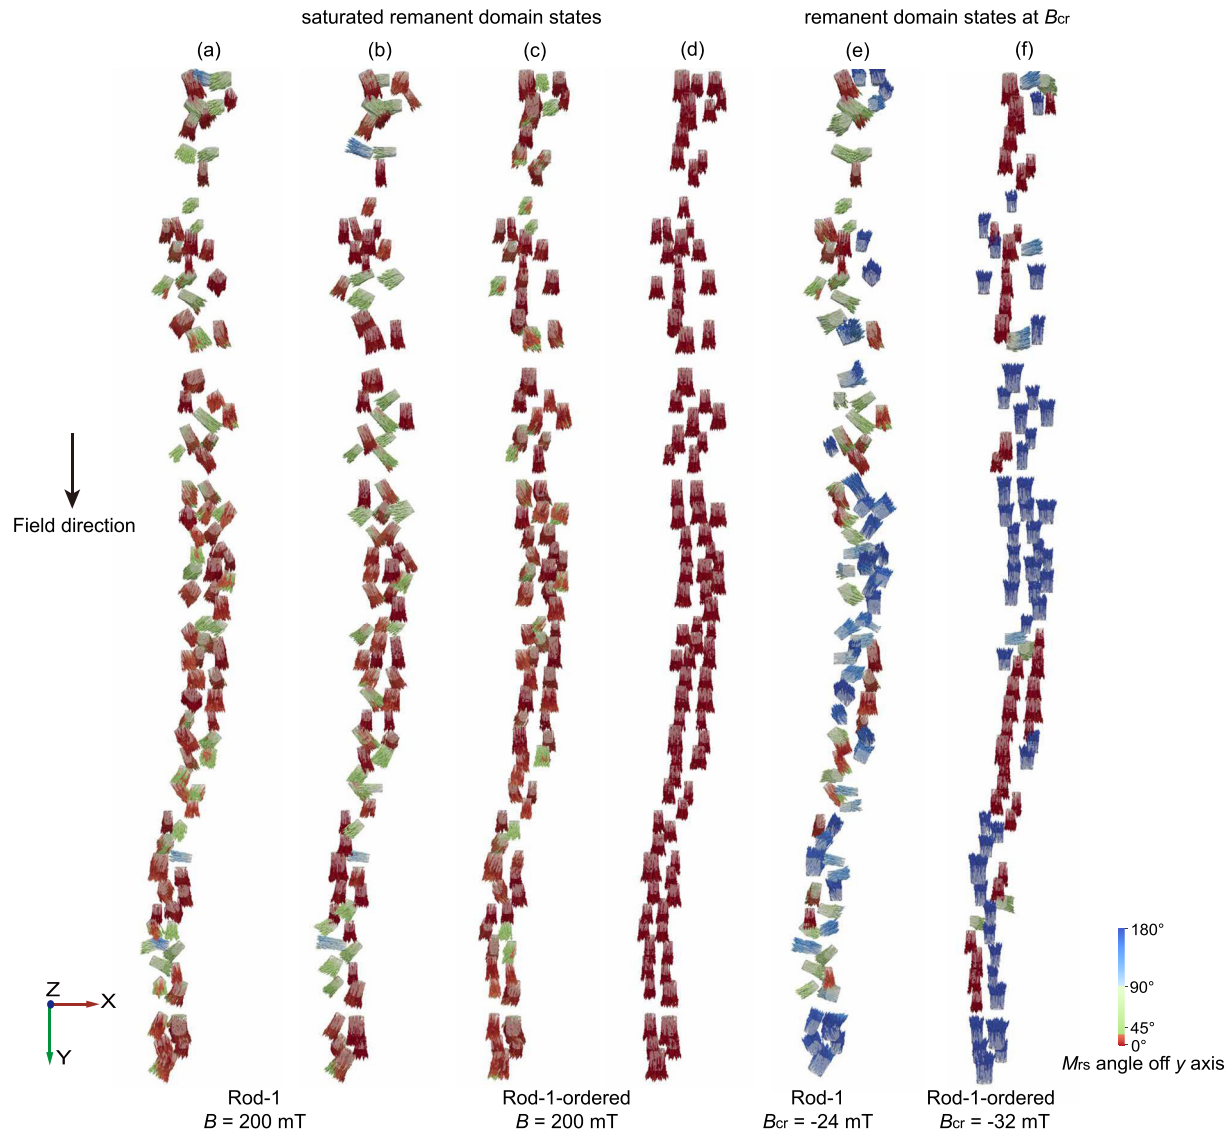 saturated remanent domain states
remanent domain states at Bcr
(a)
(b)
(c)
(d)
(e)
(f)
Field direction
Z
X
Y
180°
90°
45°
0°
Mrs angle off y axis
Rod-1
B = 200 mT
Rod-1-ordered
B = 200 mT
Rod-1
Bcr = -24 mT
Rod-1-ordered
Bcr = -32 mT